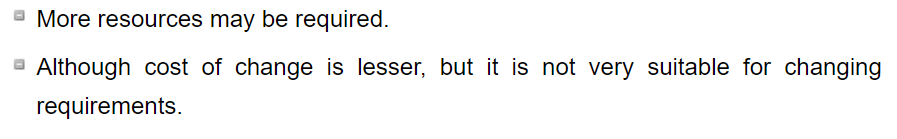 More resources may be required.
Although cost of change is lesser, but it is not very suitable for changing
requirements.